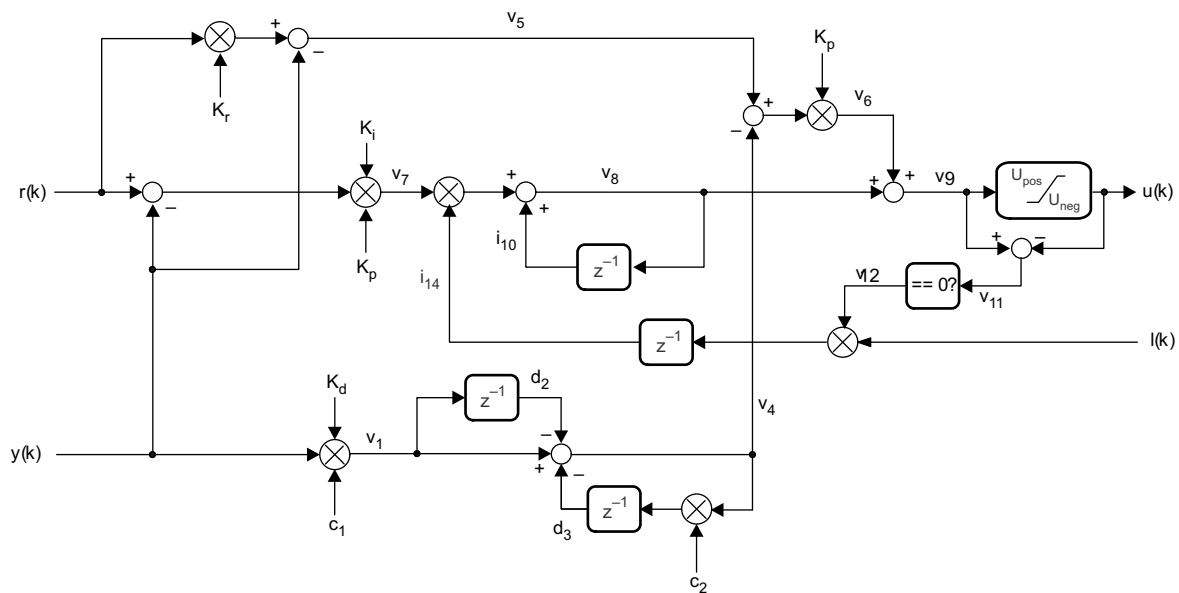 v5
Kp
+
–
+
v6
–
Kr
Ki
r(k)
+
v7
+
v8
+
+
v9
Upos
Uneg
u(k)
–
+
+
–
Kp
i10
z–1
v12
== 0?
v11
i14
z–1
l(k)
Kd
z–1
d2
v4
–
y(k)
v1
+
–
z–1
c1
d3
c2